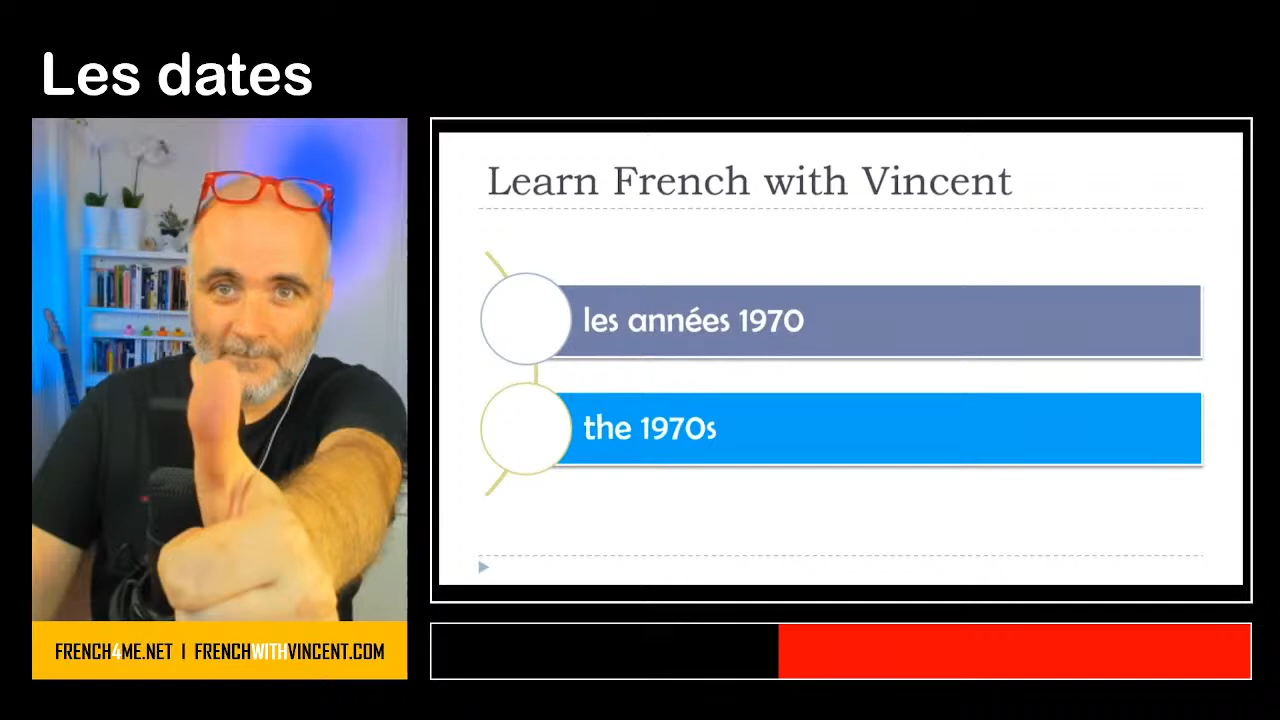 Les dates
Learn French with Vincent
les années 1970
the 1970s
FRENCH4ME.NET I FRENCHWITHVINCENT.COM